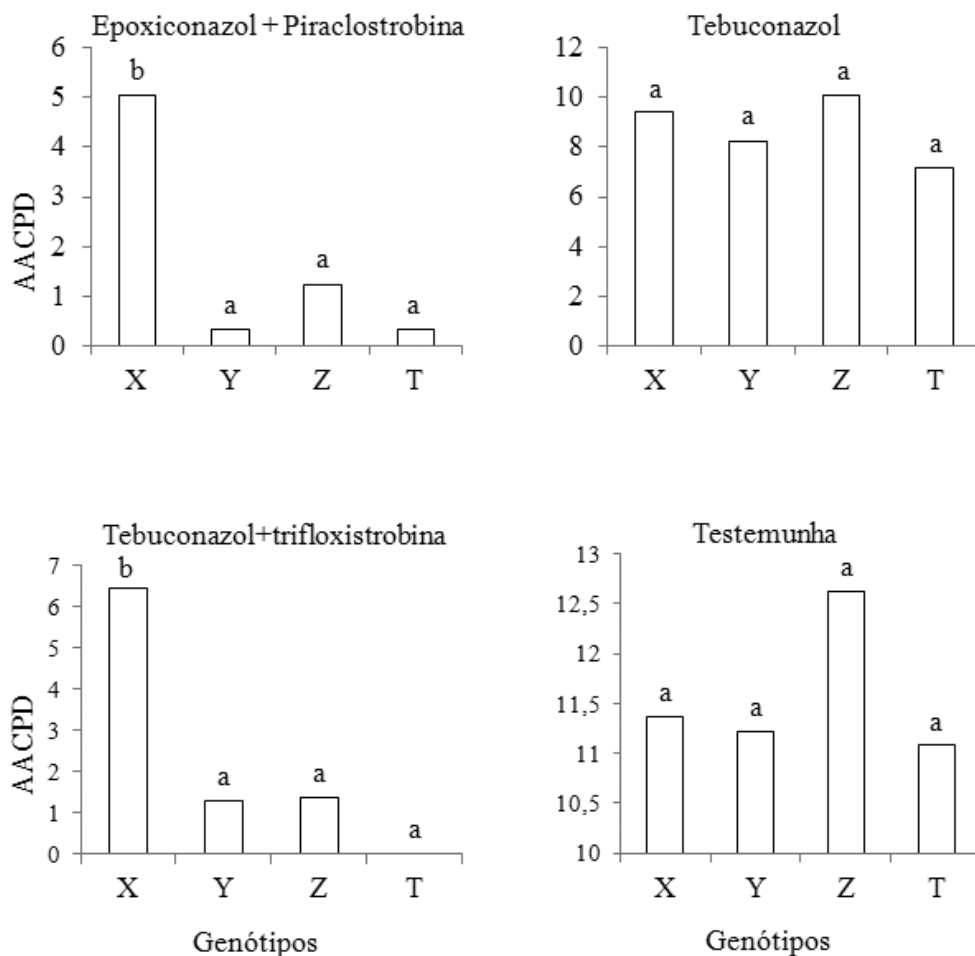 Epoxiconazol + Piraclostrobina
6
5
4
3
2
1
0
AACPD
b
a
a
a
X Y Z T
Tebuconazol
12
10
8
6
4
2
0
a
a
a
a
X Y Z T
Tebuconazol+trifloxistrobina
7
6
5
4
3
2
1
0
AACPD
b
a
a
a
X Y Z T
Genótipos
Testemunha
13
12,5
12
11,5
11
10,5
10
a
a
a
a
X Y Z T
Genótipos